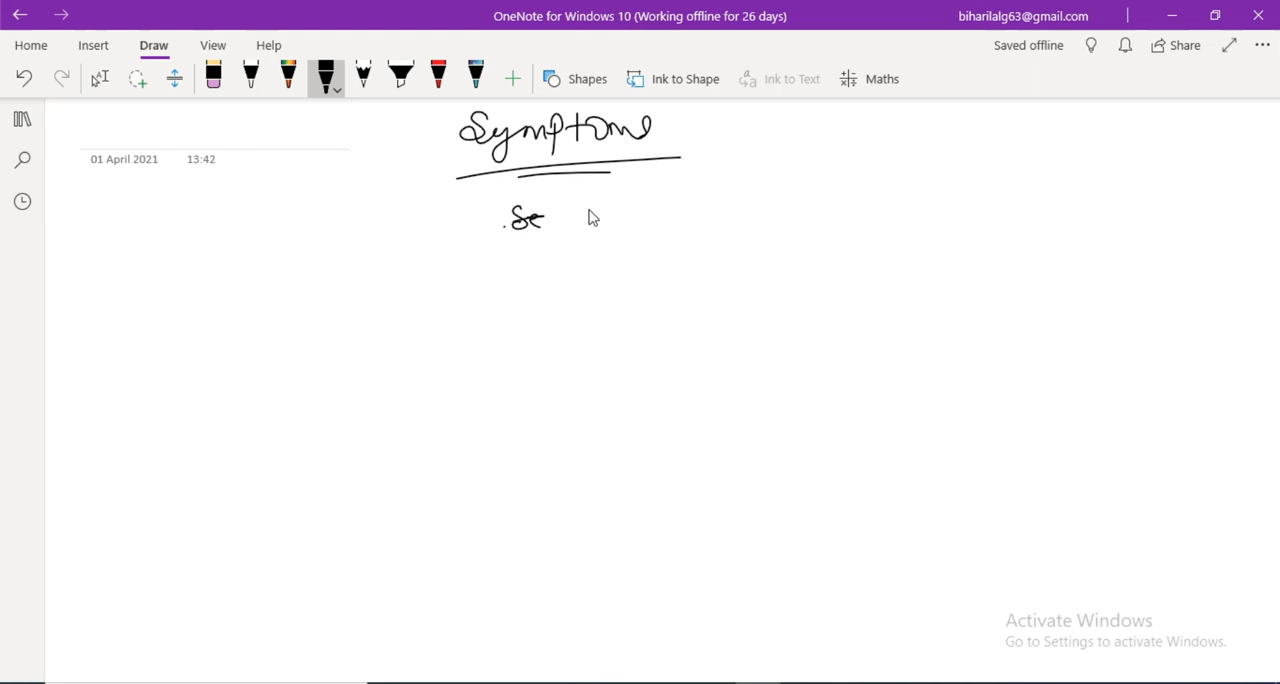 OneNote for Windows 10 (Working offline for 26 days)
biharilalg63@gmail.com
Home Insert Draw View Help
Saved offline Share
Shapes Ink to Shape Ink to Text Maths
Symptoms
01 April 2021 13:42
.Se
Activate Windows
Go to Settings to activate Windows.